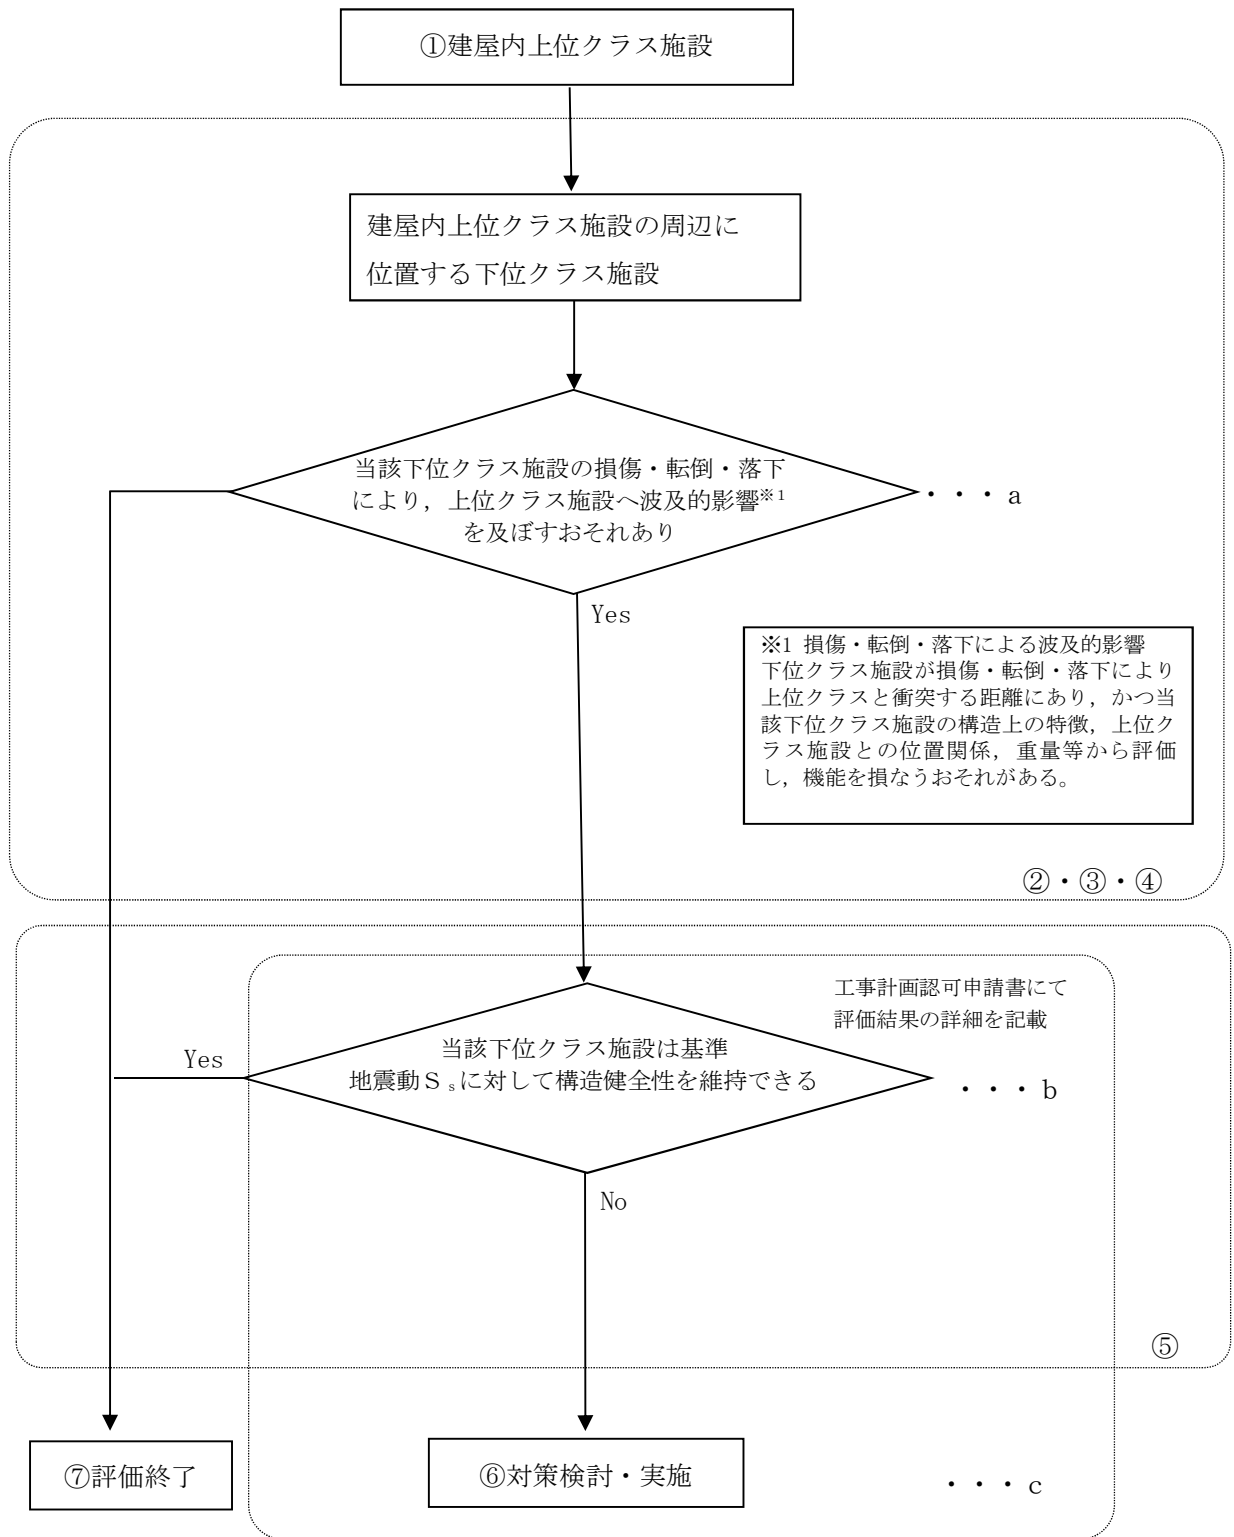 ①建屋内上位クラス施設
建屋内上位クラス施設の周辺に
位置する下位クラス施設
当該下位クラス施設の損傷・転倒・落下
により，上位クラス施設へ波及的影響※1
を及ぼすおそれあり
・・・a
Yes
※1 損傷・転倒・落下による波及的影響
下位クラス施設が損傷・転倒・落下により
上位クラスと衝突する距離にあり，かつ当
該下位クラス施設の構造上の特徴，上位ク
ラス施設との位置関係，重量等から評価
し，機能を損なうおそれがある。
②・③・④
工事計画認可申請書にて
評価結果の詳細を記載
当該下位クラス施設は基準
地震動Ｓｓに対して構造健全性を維持できる
Yes
・・・b
No
⑤
⑦評価終了
⑥対策検討・実施
・・・c